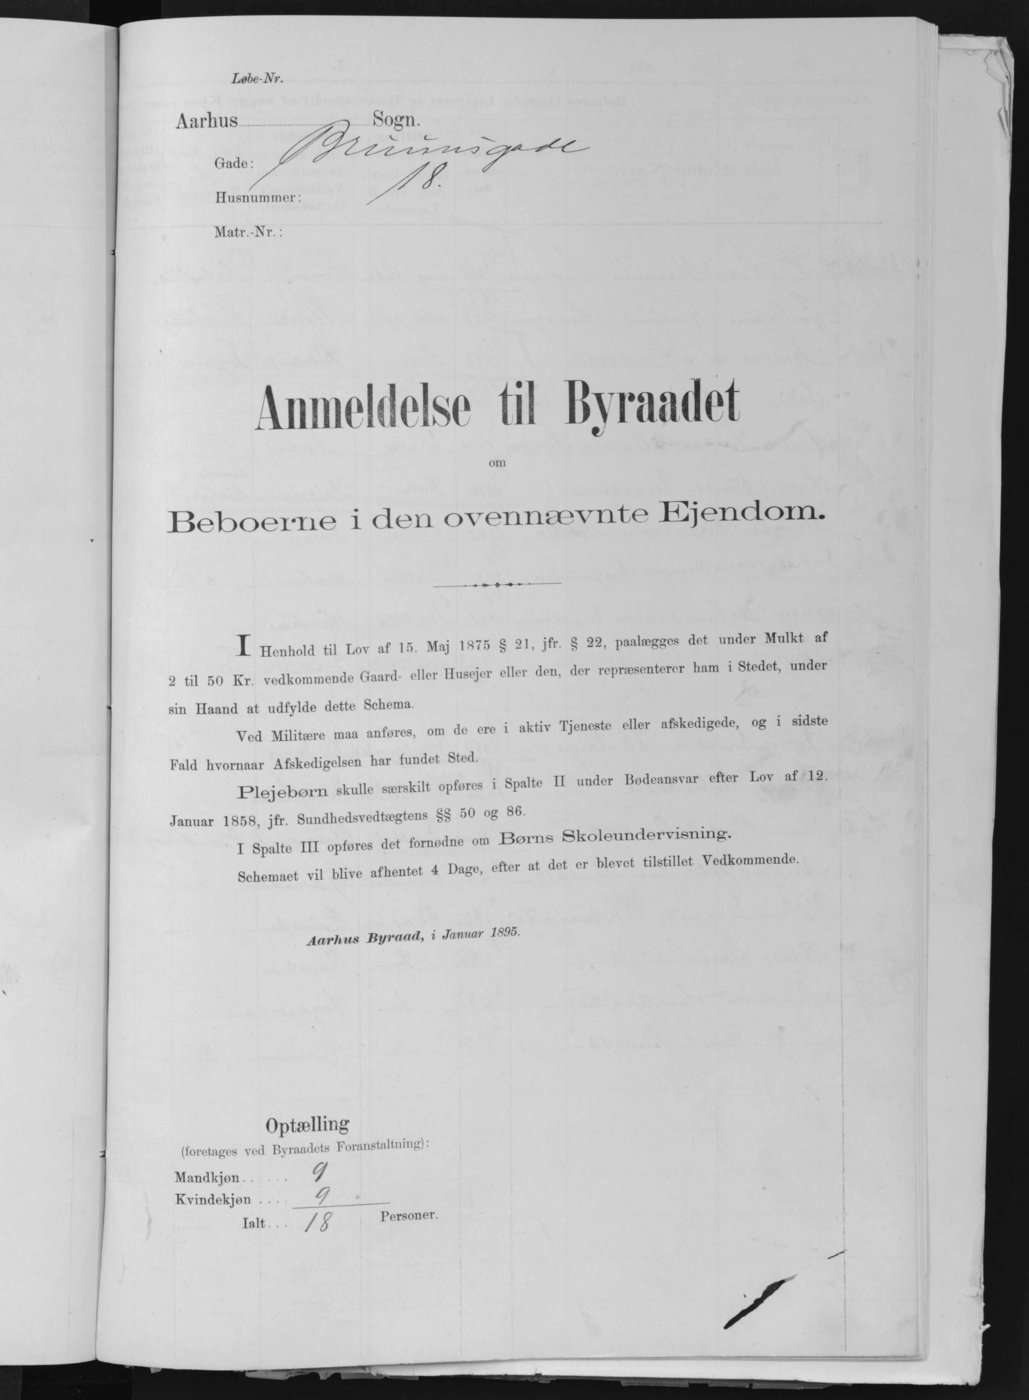 Løbe-Nr.
Aarhus Sogn.
Gade: Bruunsgade
Husnummer: 18.
Matr.-Nr.:
Anmeldelse til Byraadet
om
Beboerne i den ovennævnte Ejendom.
I Henhold til Lov af 15. Maj 1875 § 21, jfr. § 22, paalægges det under Mulkt af
2 til 50 Kr. vedkommende Gaard- eller Husejer eller den, der repræsenterer ham i Stedet, under
sin Haand at udfylde dette Schema.
Ved Militære maa anføres, om de ere i aktiv Tjeneste eller afskedigede, og i sidste
Fald hvornaar Afskedigelsen har fundet Sted.
Plejebørn skulle særskilt opføres i Spalte II under Bødeansvar efter Lov af 12.
Januar 1858, jfr. Sundhedsvedtægtens §§ 50 og 86.
I Spalte III opføres det fornødne om Børns Skoleundervisning.
Schemaet vil blive afhentet 4 Dage, efter at det er blevet tilstillet Vedkommende.
Aarhus Byraad, i Januar 1895.
Optælling
(foretages ved Byraadets Foranstaltning):
Mandkjøn...... 9
Kvindekjøn .... 9
Ialt... 18 Personer.